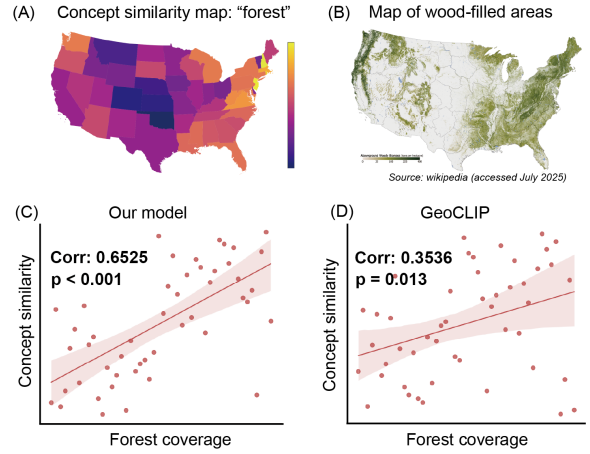 (A) Concept similarity map: “forest”
(B) Map of wood-filled areas
Source: wikipedia (accessed July 2025)
(C) Our model
Corr: 0.6525
p < 0.001
Concept similarity
Forest coverage
(D) GeoCLIP
Corr: 0.3536
p = 0.013
Concept similarity
Forest coverage